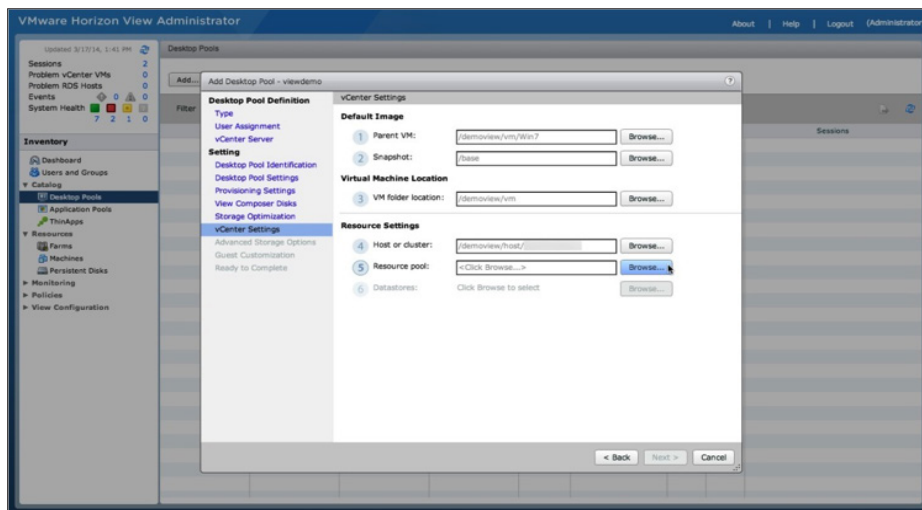 VMware Horizon View Administrator
About | Help | Logout (Administrator
Updated 3/17/14, 1:41 PM
Sessions 2
Problem vCenter VMs 0
Problem RDS Hosts 0
Events 0 0
System Health
7 2 1 0
Inventory
Dashboard
Users and Groups
Catalog
Desktop Pools
Application Pools
ThinApps
Resources
Farms
Machines
Persistent Disks
Monitoring
Policies
View Configuration
Desktop Pools
Add...
Filter
Sessions
Add Desktop Pool - viewdemo
?
Desktop Pool Definition
Type
User Assignment
vCenter Server
Setting
Desktop Pool Identification
Desktop Pool Settings
Provisioning Settings
View Composer Disks
Storage Optimization
vCenter Settings
Advanced Storage Options
Guest Customization
Ready to Complete
vCenter Settings
Default Image
1 Parent VM: /demoview/vm/Win7 Browse...
2 Snapshot: /base Browse...
Virtual Machine Location
3 VM folder location: /demoview/vm Browse...
Resource Settings
4 Host or cluster: /demoview/host/ Browse...
5 Resource pool: <Click Browse...> Browse...
6 Datastores: Click Browse to select Browse...
< Back Next > Cancel